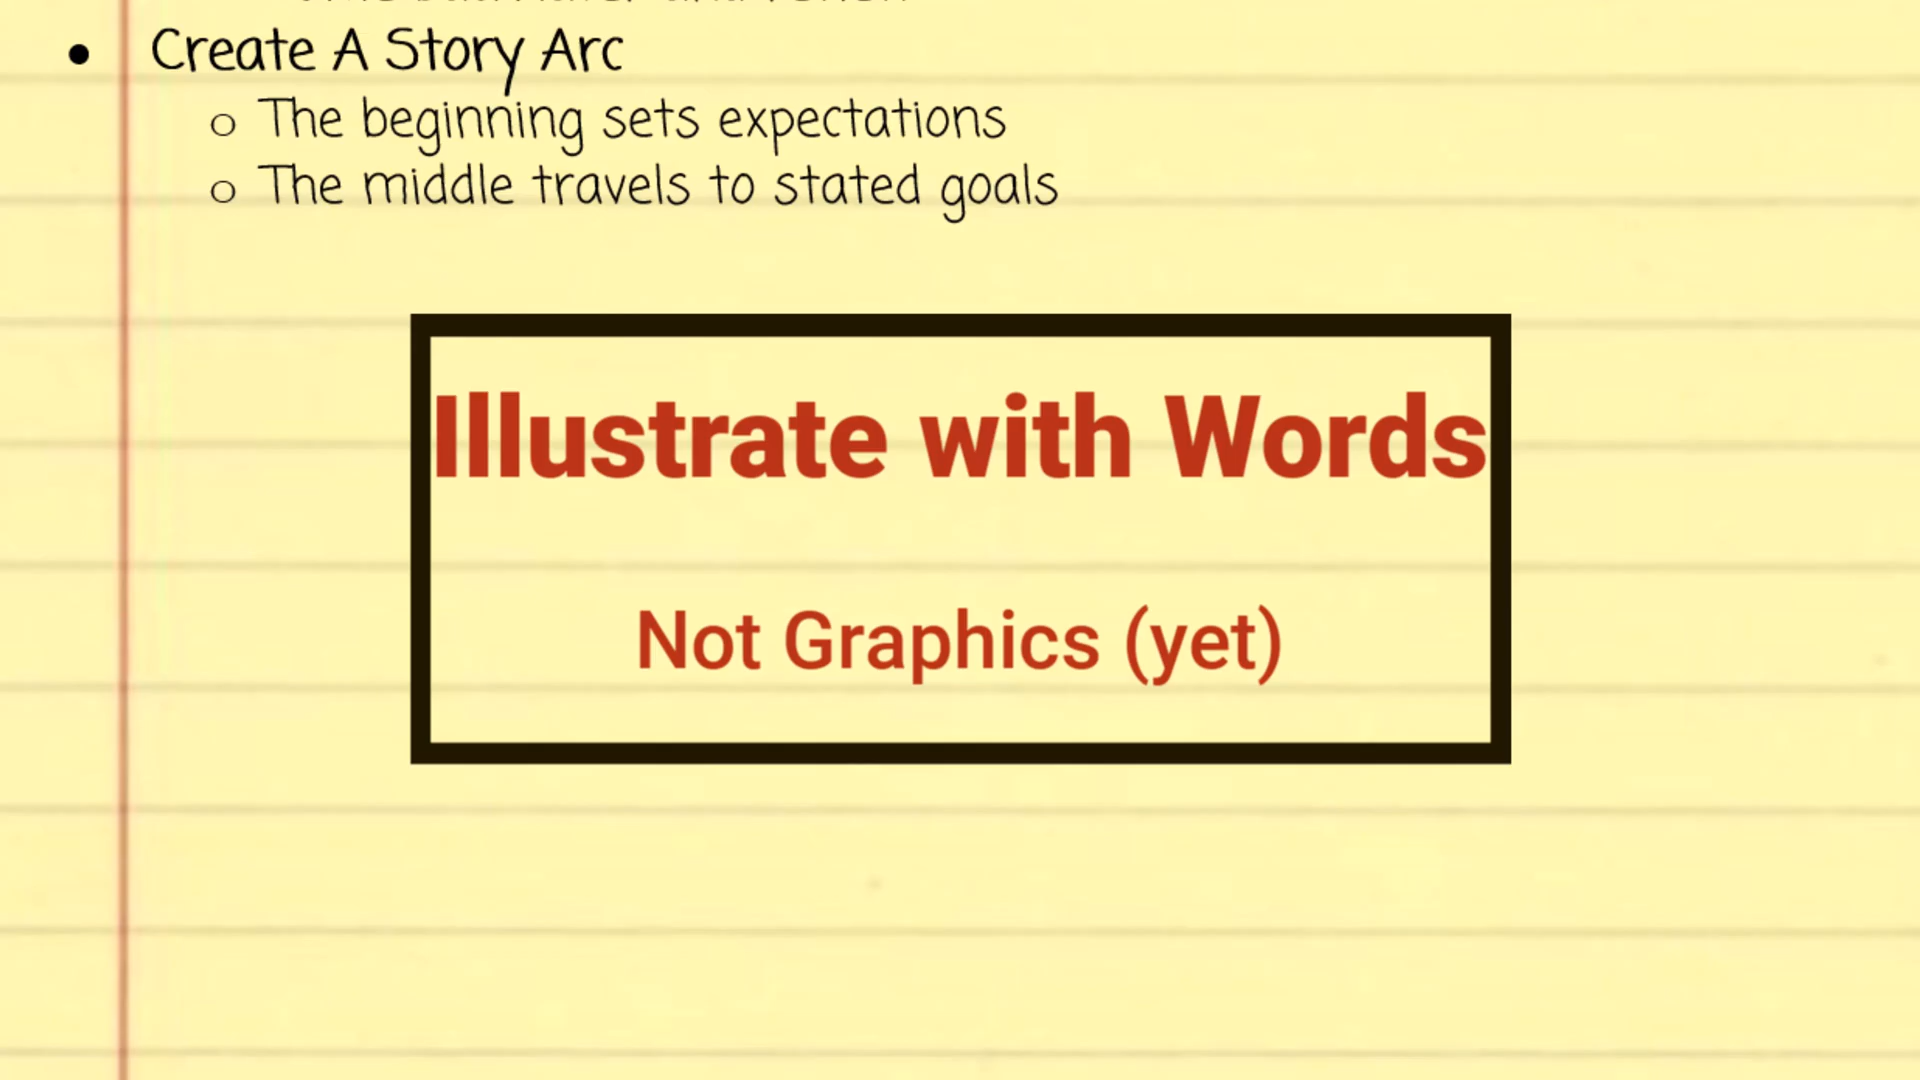 • Create A Story Arc
○ The beginning sets expectations
○ The middle travels to stated goals
Illustrate with Words
Not Graphics (yet)